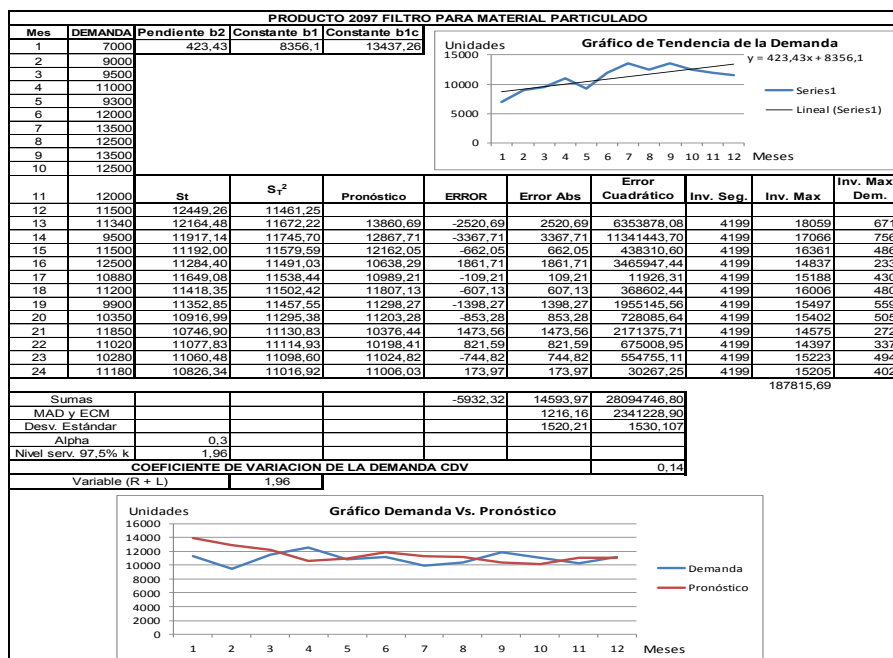 PRODUCTO 2097 FILTRO PARA MATERIAL PARTICULADO
Mes DEMANDA Pendiente b2 Constante b1 Constante b1c
1 7000 423,43 8356,1 13437,26
2 9000
3 9500
4 11000
5 9300
6 12000
7 13500
8 12500
9 13500
10 12500
Unidades Gráfico de Tendencia de la Demanda
y = 423,43x + 8356,1
15000
10000
5000
0
1 2 3 4 5 6 7 8 9 10 11 12 Meses
Series1
Lineal (Series1)
11 12000 St S_T² Pronóstico ERROR Error Abs Error Cuadrático Inv. Seg. Inv. Max Inv. Max Dem.
12 11500 12449,26 11461,25
13 11340 12164,48 11672,22 13860,69 -2520,69 2520,69 6353878,08 4199 18059 671
14 9500 11917,14 11745,70 12867,71 -3367,71 3367,71 11341443,70 4199 17066 756
15 11500 11192,00 11579,59 12162,05 -662,05 662,05 438310,60 4199 16361 486
16 12500 11284,40 11491,03 10638,29 1861,71 1861,71 3465947,44 4199 14837 233
17 10880 11649,08 11538,44 10989,21 -109,21 109,21 11926,31 4199 15188 430
18 11200 11418,35 11502,42 11807,13 -607,13 607,13 368602,44 4199 16006 480
19 9900 11352,85 11457,55 11298,27 -1398,27 1398,27 1955145,56 4199 15497 559
20 10350 10916,99 11295,38 11203,28 -853,28 853,28 728085,64 4199 15402 505
21 11850 10746,90 11130,83 10376,44 1473,56 1473,56 2171375,71 4199 14575 272
22 11020 11077,83 11114,93 10198,41 821,59 821,59 675008,95 4199 14397 337
23 10280 11060,48 11098,60 11024,82 -744,82 744,82 554755,11 4199 15223 494
24 11180 10826,34 11016,92 11006,03 173,97 173,97 30267,25 4199 15205 402
187815,69
Sumas -5932,32 14593,97 28094746,80
MAD y ECM 1216,16 2341228,90
Desv. Estándar 1520,21 1530,107
Alpha 0,3
Nivel serv. 97,5% k 1,96
COEFICIENTE DE VARIACION DE LA DEMANDA CDV 0,14
Variable (R + L) 1,96
Unidades Gráfico Demanda Vs. Pronóstico
16000
14000
12000
10000
8000
6000
4000
2000
0
1 2 3 4 5 6 7 8 9 10 11 12 Meses
Demanda
Pronóstico